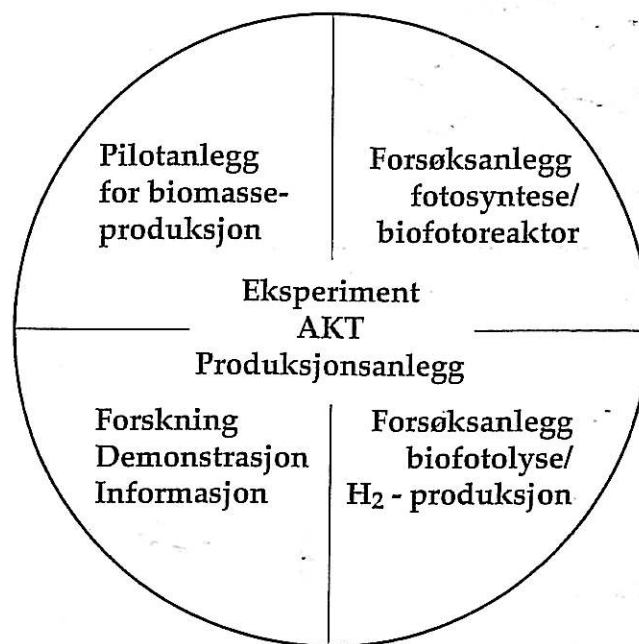 Pilotanlegg
for biomasse-
produksjon
Forsøksanlegg
fotosyntese/
biofotoreaktor
Eksperiment
AKT
Produksjonsanlegg
Forskning
Demonstrasjon
Informasjon
Forsøksanlegg
biofotolyse/
H₂ - produksjon